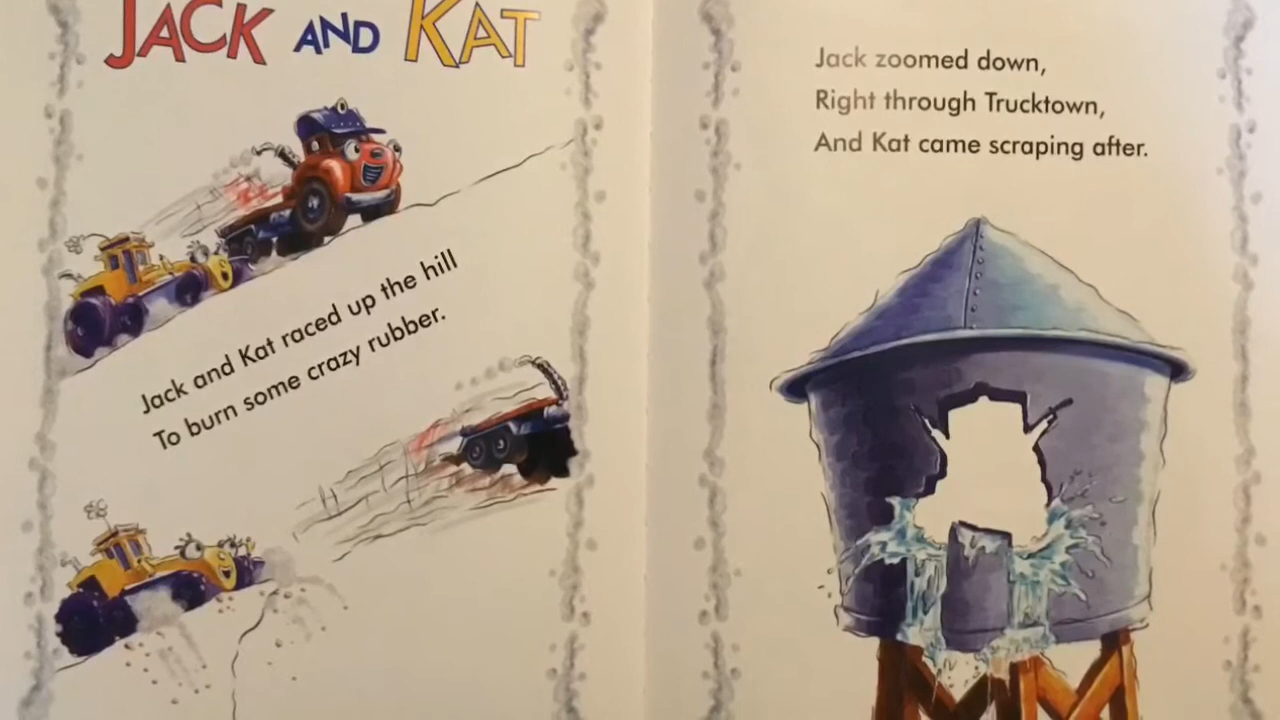 JACK AND KAT
Jack and Kat raced up the hill
To burn some crazy rubber.
Jack zoomed down,
Right through Trucktown,
And Kat came scraping after.